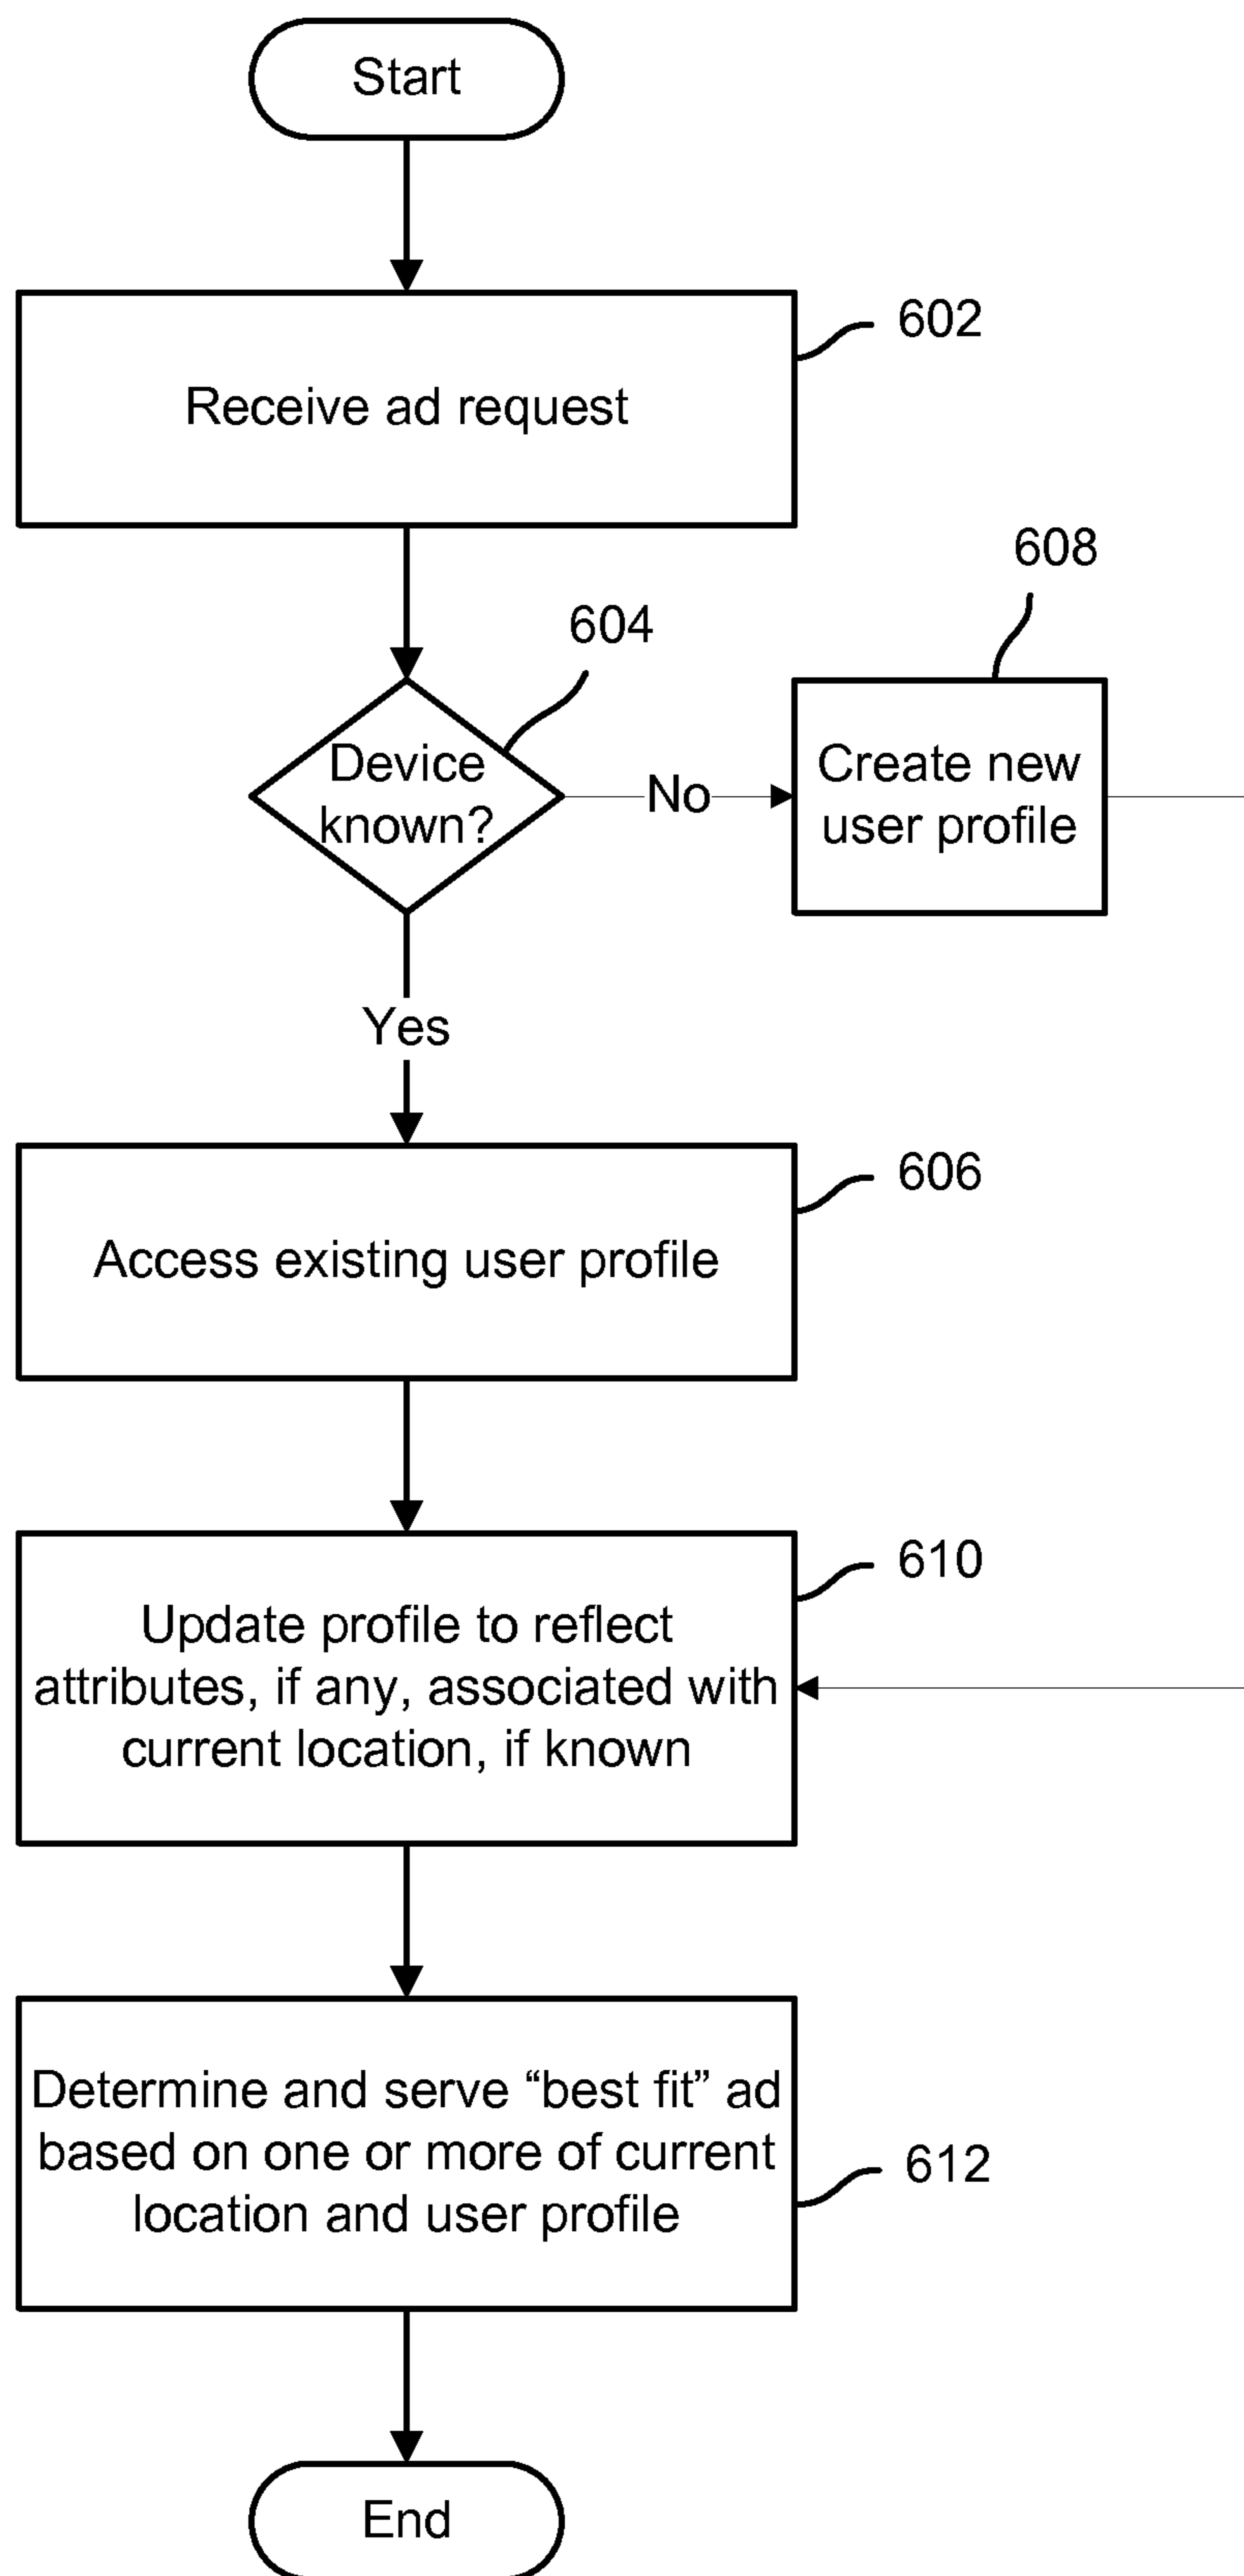 Start
602
Receive ad request
608
604
Device
known?
No
Create new
user profile
Yes
606
Access existing user profile
610
Update profile to reflect
attributes, if any, associated with
current location, if known
Determine and serve “best fit” ad
based on one or more of current
location and user profile
612
End